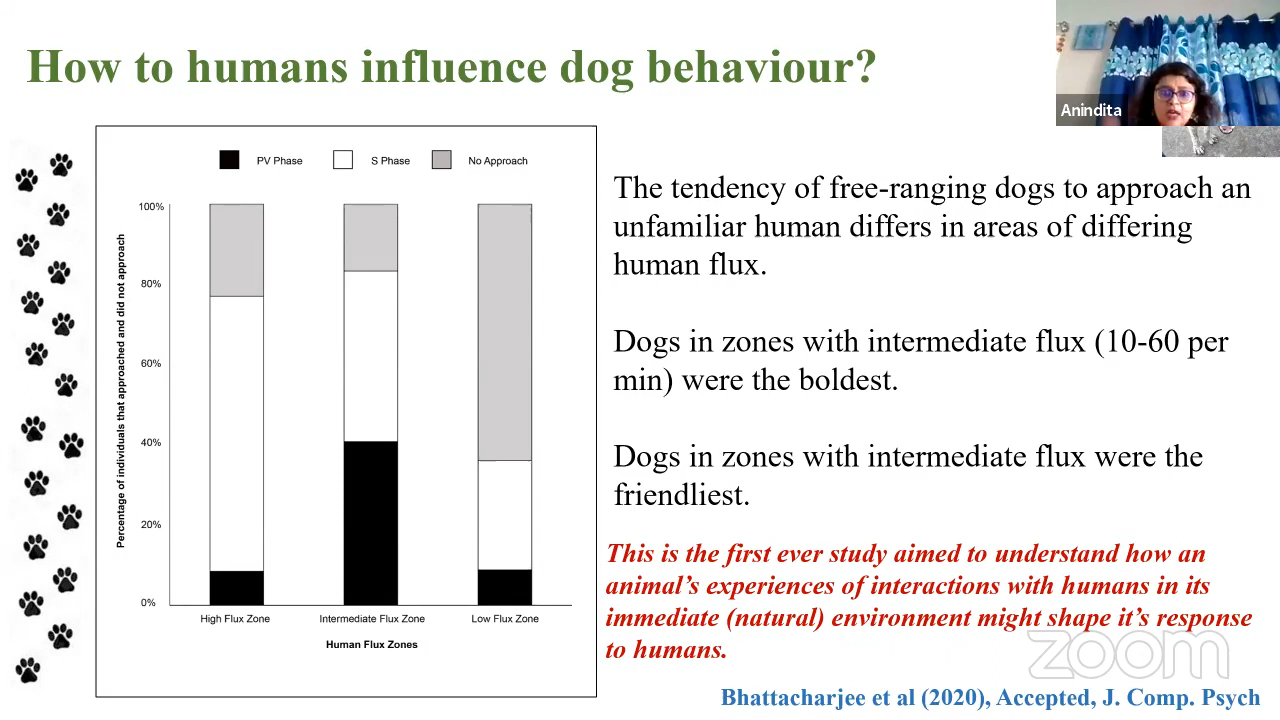 How to humans influence dog behaviour?
Anindita
PV Phase
S Phase
No Approach
Percentage of individuals that approached and did not approach
100%
80%
60%
40%
20%
0%
High Flux Zone
Intermediate Flux Zone
Low Flux Zone
Human Flux Zones
The tendency of free-ranging dogs to approach an
unfamiliar human differs in areas of differing
human flux.
Dogs in zones with intermediate flux (10-60 per
min) were the boldest.
Dogs in zones with intermediate flux were the
friendliest.
This is the first ever study aimed to understand how an
animal’s experiences of interactions with humans in its
immediate (natural) environment might shape it’s response
to humans.
zoom
Bhattacharjee et al (2020), Accepted, J. Comp. Psych